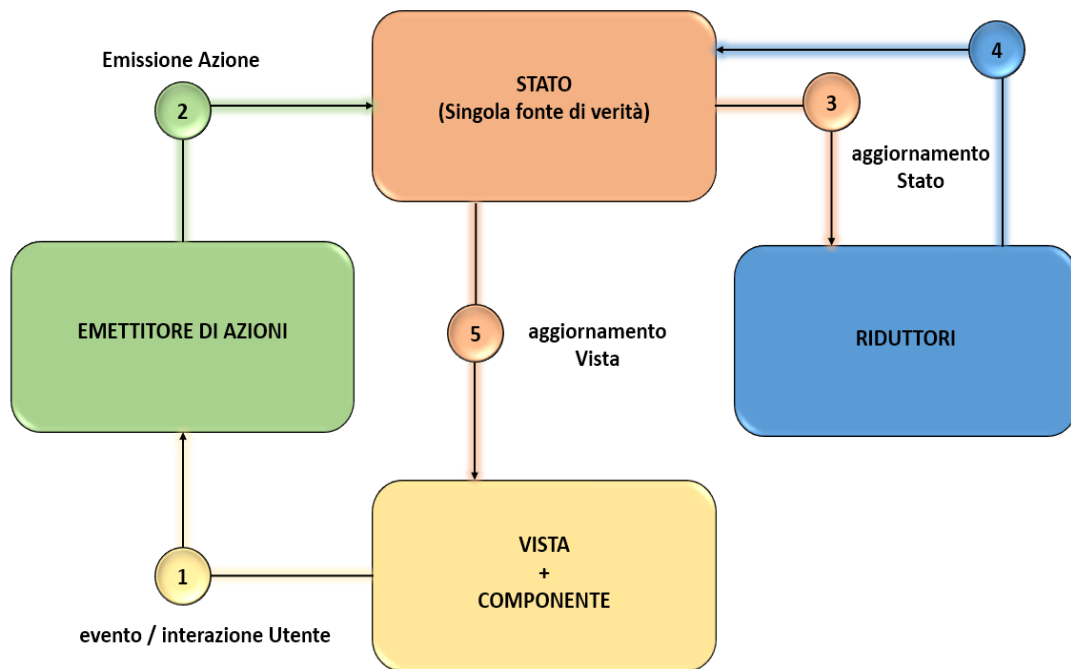 Emissione Azione
2
STATO
(Singola fonte di verità)
4
3
aggiornamento
Stato
EMETTITORE DI AZIONI
5
aggiornamento
Vista
RIDUTTORI
1
evento / interazione Utente
VISTA
+
COMPONENTE